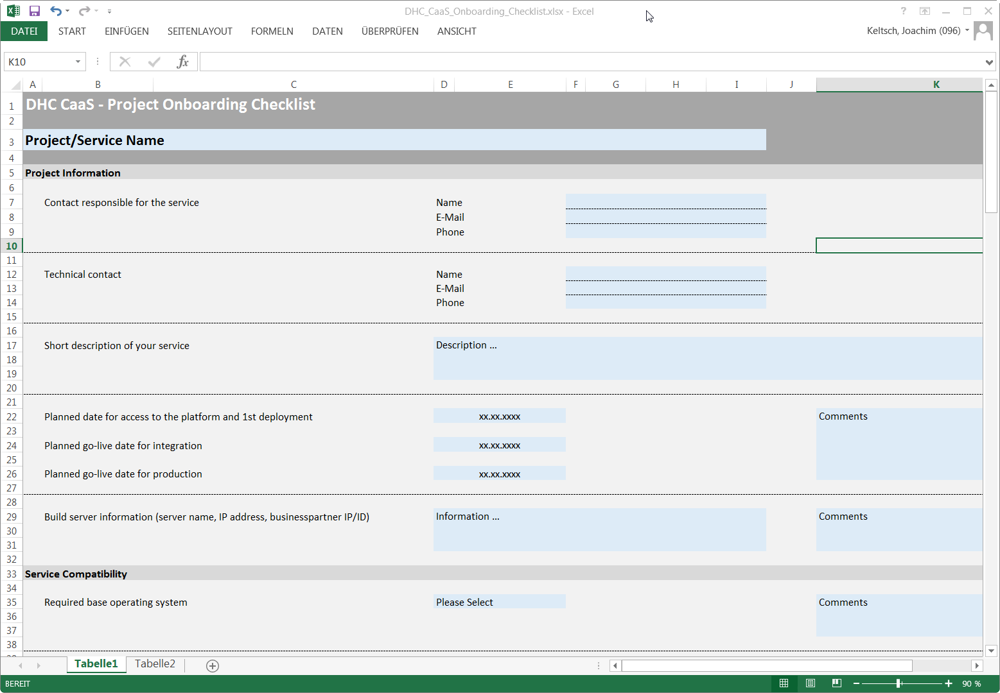 DHC_CaaS_Onboarding_Checklist.xlsx - Excel
DATEI START EINFÜGEN SEITENLAYOUT FORMELN DATEN ÜBERPRÜFEN ANSICHT Keltsch, Joachim (096)
K10 fx
A B C D E F G H I J K
1 DHC CaaS - Project Onboarding Checklist
2
3 Project/Service Name
4
5 Project Information
6
7 Contact responsible for the service Name
8 E-Mail
9 Phone
10
11
12 Technical contact Name
13 E-Mail
14 Phone
15
16
17 Short description of your service Description ...
18
19
20
21
22 Planned date for access to the platform and 1st deployment xx.xx.xxxx Comments
23
24 Planned go-live date for integration xx.xx.xxxx
25
26 Planned go-live date for production xx.xx.xxxx
27
28
29 Build server information (server name, IP address, businesspartner IP/ID) Information ... Comments
30
31
32
33 Service Compatibility
34
35 Required base operating system Please Select Comments
36
37
38
Tabelle1 Tabelle2
BEREIT 90 %